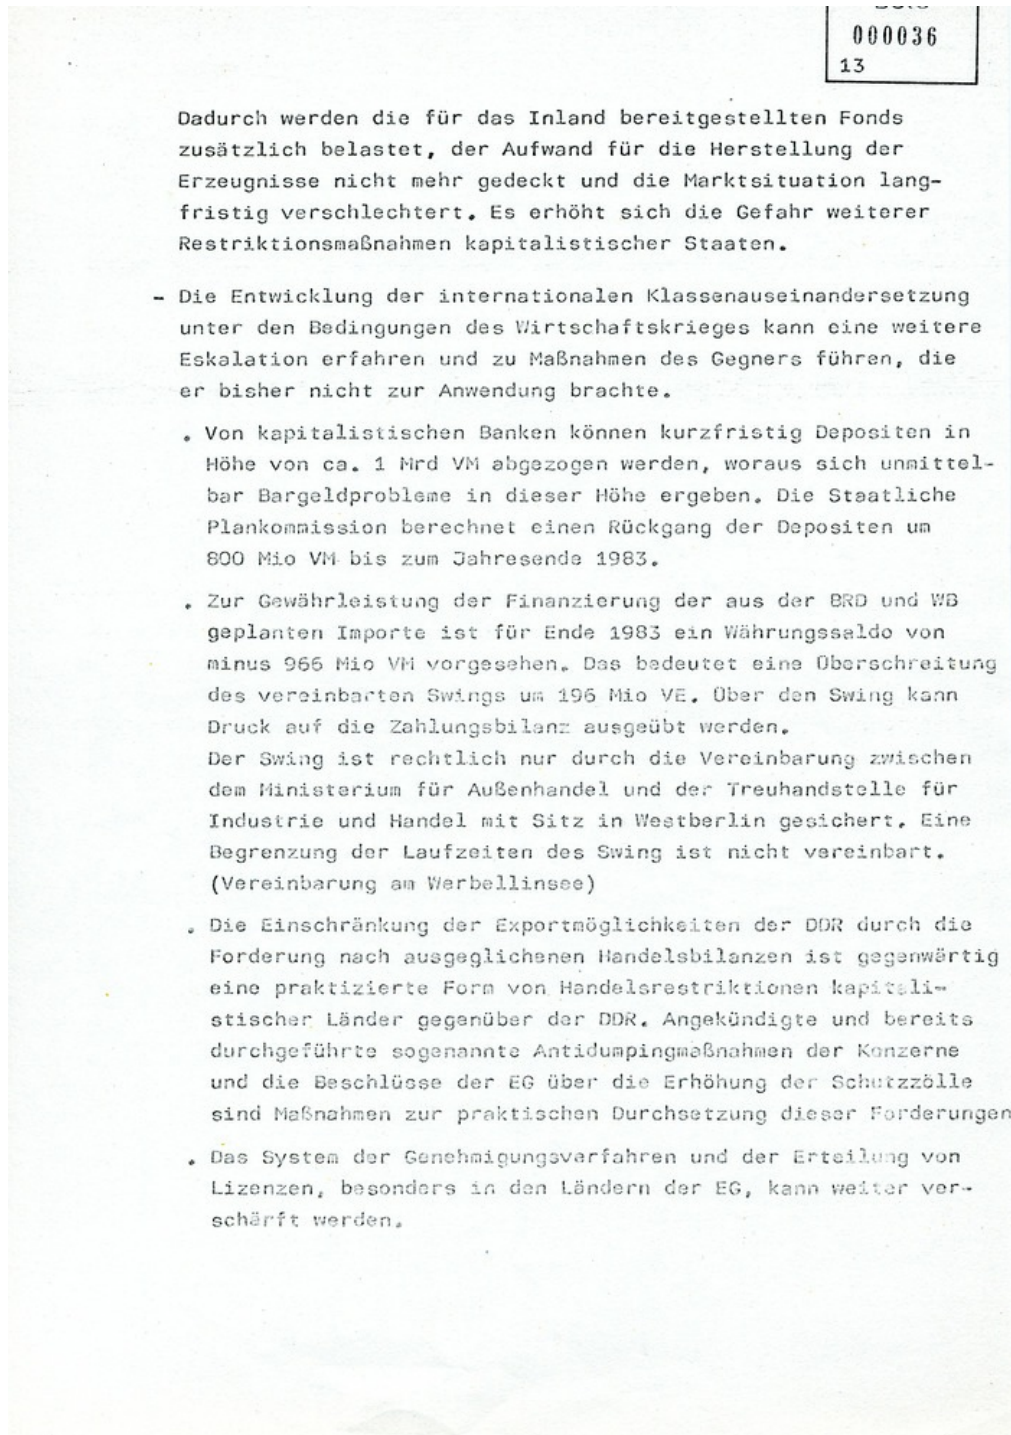 000036
13
Dadurch werden die für das Inland bereitgestellten Fonds
zusätzlich belastet, der Aufwand für die Herstellung der
Erzeugnisse nicht mehr gedeckt und die Marktsituation lang-
fristig verschlechtert. Es erhöht sich die Gefahr weiterer
Restriktionsmaßnahmen kapitalistischer Staaten.
- Die Entwicklung der internationalen Klassenauseinandersetzung
unter den Bedingungen des Wirtschaftskrieges kann eine weitere
Eskalation erfahren und zu Maßnahmen des Gegners führen, die
er bisher nicht zur Anwendung brachte.
. Von kapitalistischen Banken können kurzfristig Depositen in
Höhe von ca. 1 Mrd VM abgezogen werden, woraus sich unmittel-
bar Bargeldprobleme in dieser Höhe ergeben. Die Staatliche
Plankommission berechnet einen Rückgang der Depositen um
800 Mio VM bis zum Jahresende 1983.
. Zur Gewährleistung der Finanzierung der aus der BRD und WB
geplanten Importe ist für Ende 1983 ein Währungssaldo von
minus 966 Mio VM vorgesehen. Das bedeutet eine Überschreitung
des vereinbarten Swings um 196 Mio VE. Über den Swing kann
Druck auf die Zahlungsbilanz ausgeübt werden.
Der Swing ist rechtlich nur durch die Vereinbarung zwischen
dem Ministerium für Außenhandel und der Treuhandstelle für
Industrie und Handel mit Sitz in Westberlin gesichert. Eine
Begrenzung der Laufzeiten des Swing ist nicht vereinbart.
(Vereinbarung am Werbellinsee)
. Die Einschränkung der Exportmöglichkeiten der DDR durch die
Forderung nach ausgeglichenen Handelsbilanzen ist gegenwärtig
eine praktizierte Form von Handelsrestriktionen kapitali-
stischer Länder gegenüber der DDR. Angekündigte und bereits
durchgeführte sogenannte Antidumpingmaßnahmen der Konzerne
und die Beschlüsse der EG über die Erhöhung der Schutzzölle
sind Maßnahmen zur praktischen Durchsetzung dieser Forderungen
. Das System der Genehmigungsverfahren und der Erteilung von
Lizenzen, besonders in den Ländern der EG, kann weiter ver-
schärft werden.